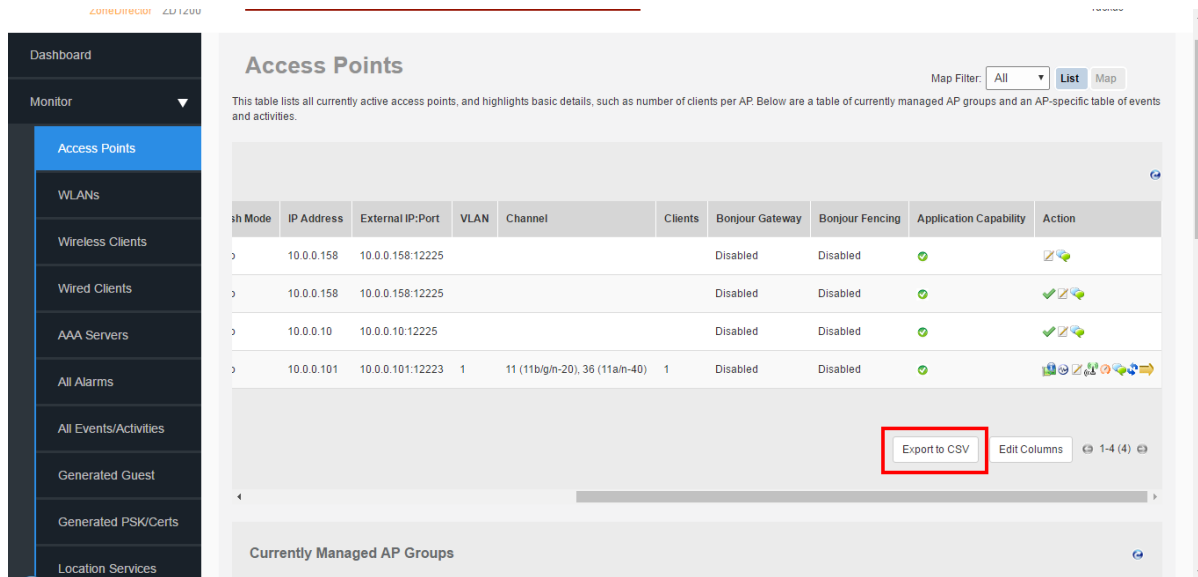 ZoneDirector ZD1200
Dashboard
Monitor
Access Points
WLANs
Wireless Clients
Wired Clients
AAA Servers
All Alarms
All Events/Activities
Generated Guest
Generated PSK/Certs
Location Services
Access Points
Map Filter: All List Map
This table lists all currently active access points, and highlights basic details, such as number of clients per AP. Below are a table of currently managed AP groups and an AP-specific table of events
and activities.
sh Mode IP Address External IP:Port VLAN Channel Clients Bonjour Gateway Bonjour Fencing Application Capability Action
10.0.0.158 10.0.0.158:12225 Disabled Disabled
10.0.0.158 10.0.0.158:12225 Disabled Disabled
10.0.0.10 10.0.0.10:12225 Disabled Disabled
10.0.0.101 10.0.0.101:12223 1 11 (11b/g/n-20), 36 (11a/n-40) 1 Disabled Disabled
Export to CSV Edit Columns 1-4 (4)
Currently Managed AP Groups